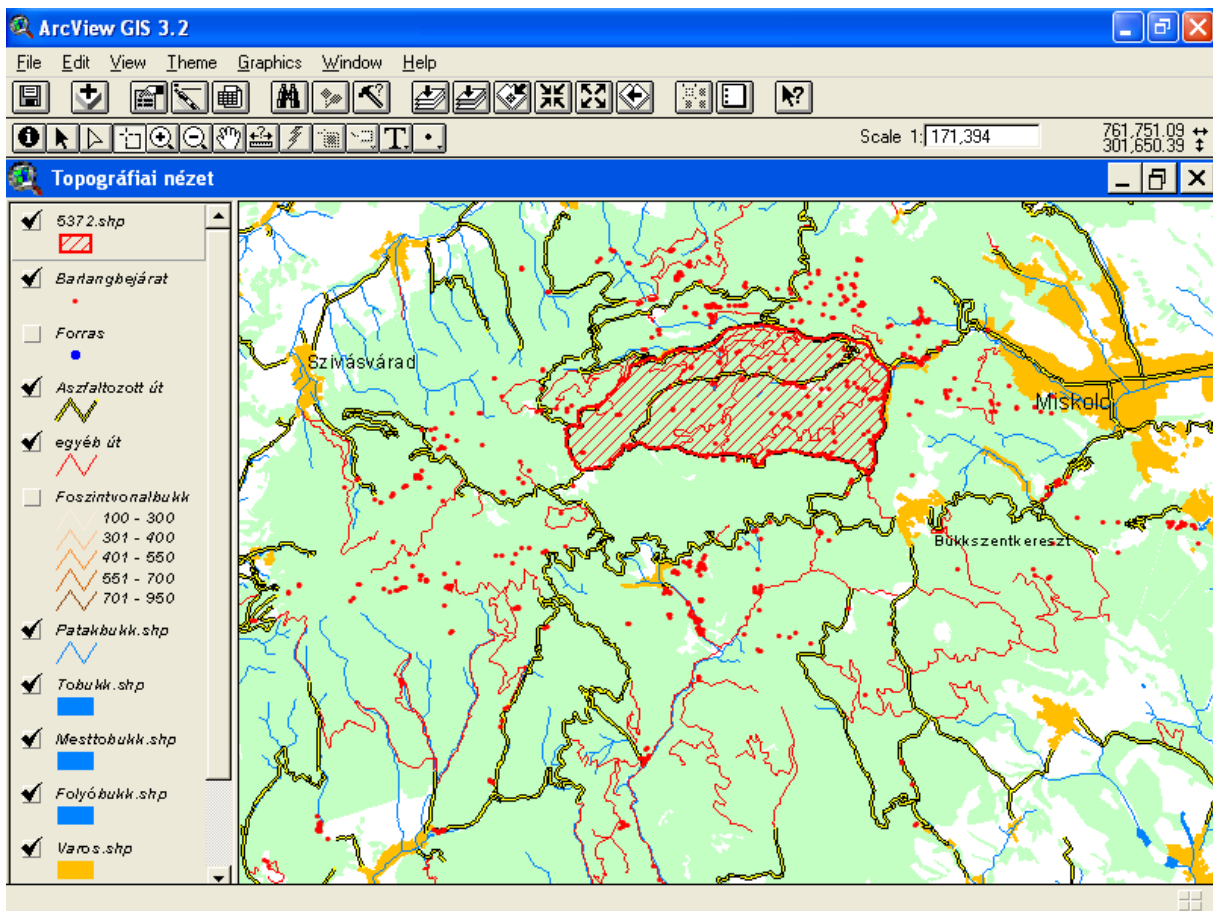 ArcView GIS 3.2
File Edit View Theme Graphics Window Help
Scale 1: 171,394
761,751.09
301,650.39
Topográfiai nézet
5372.shp
Barlangbejárat
Forras
Aszfaltozott út
egyéb út
Foszintvonalbukk
100 - 300
301 - 400
401 - 550
551 - 700
701 - 950
Patakbukk.shp
Tobukk.shp
Mesttobukk.shp
Folyóbukk.shp
Varos.shp
Szivásvárad
Miskolc
Bükkszentkereszt